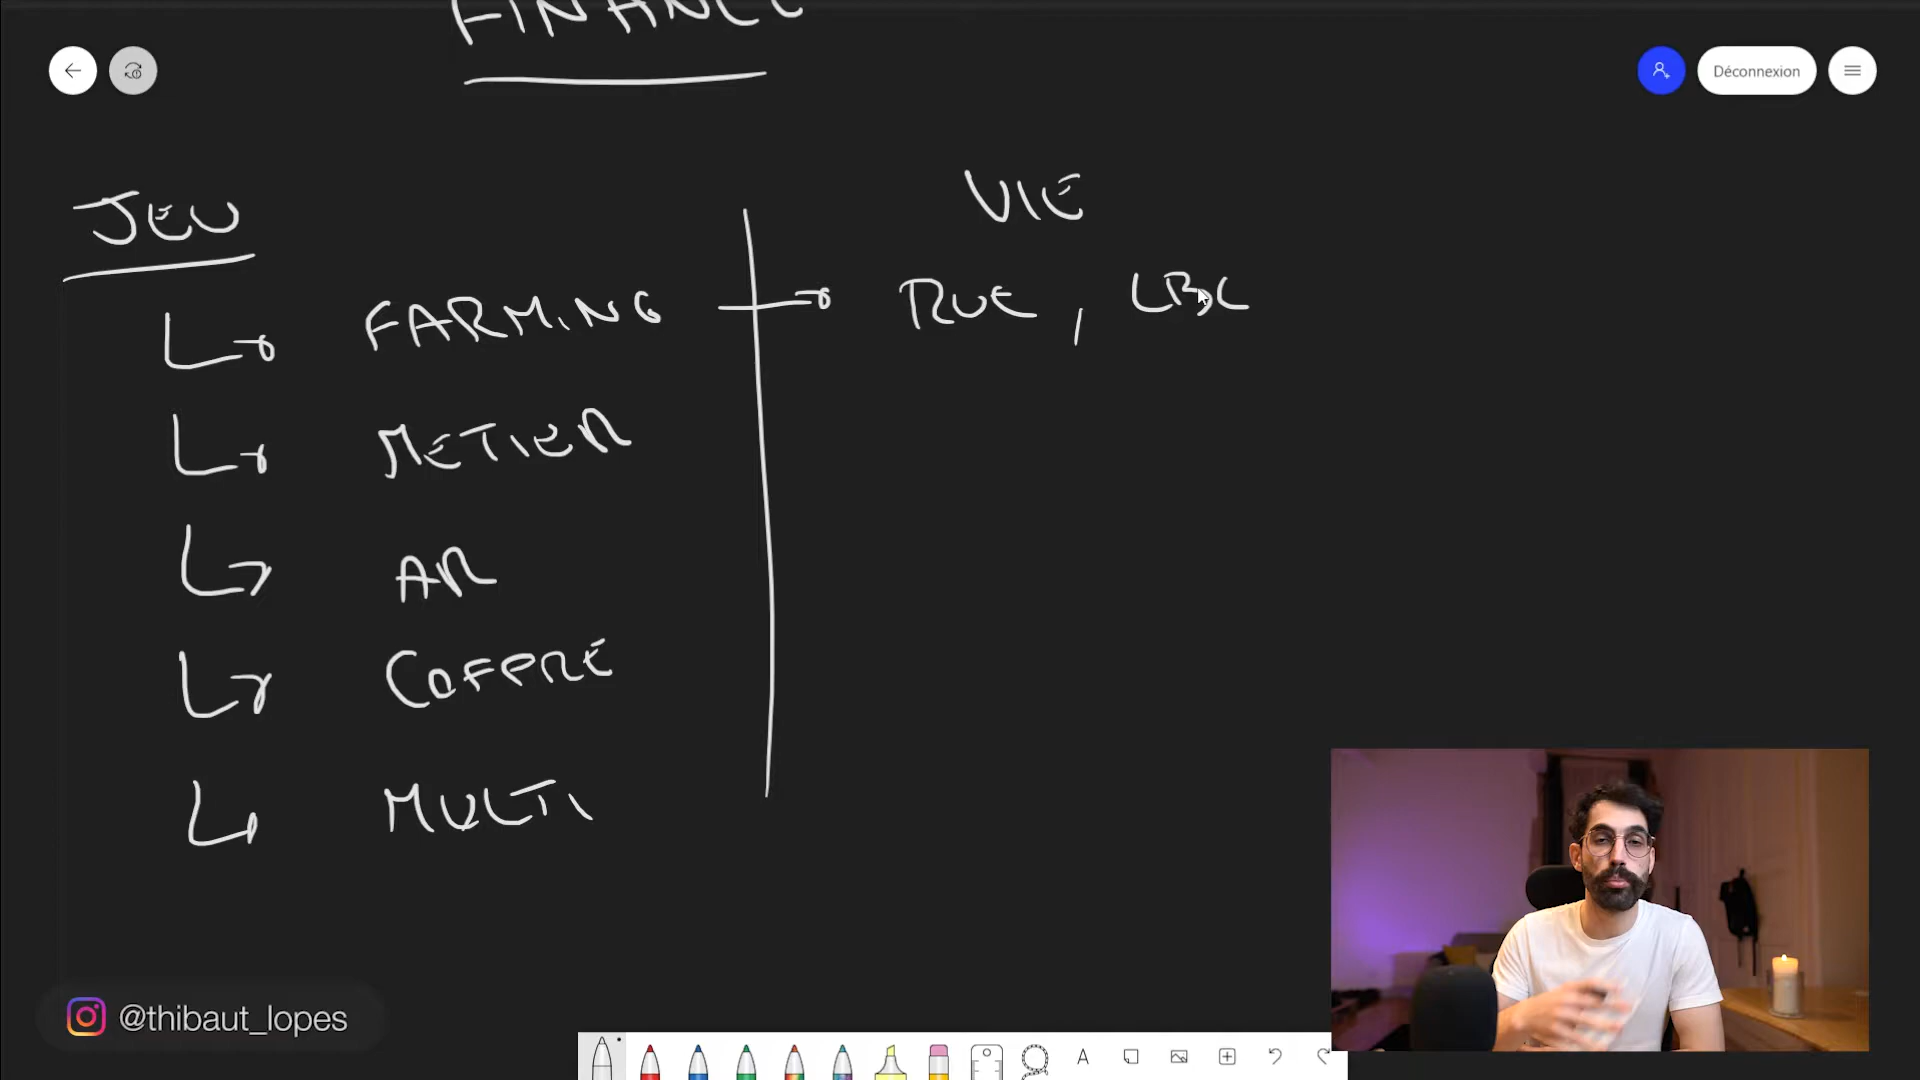 FINANCE
Déconnexion
JEU
VIE
FARMING
RUE, LBC
METIER
AR
COFFRE
MULTI
@thibaut_lopes
A